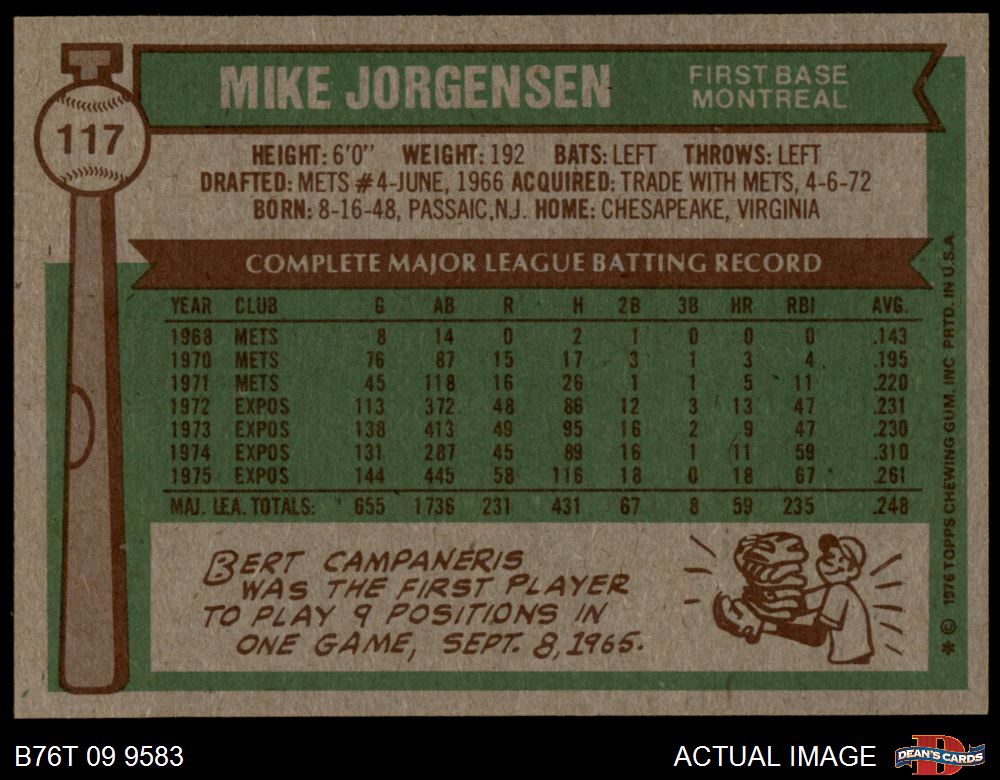 117
MIKE JORGENSEN FIRST BASE
MONTREAL
HEIGHT: 6'0" WEIGHT: 192 BATS: LEFT THROWS: LEFT
DRAFTED: METS #4-JUNE, 1966 ACQUIRED: TRADE WITH METS, 4-6-72
BORN: 8-16-48, PASSAIC, N.J. HOME: CHESAPEAKE, VIRGINIA
COMPLETE MAJOR LEAGUE BATTING RECORD
YEAR CLUB G AB R H 2B 3B HR RBI AVG.
1968 METS 8 14 0 2 1 0 0 0 .143
1970 METS 76 87 15 17 3 1 3 4 .195
1971 METS 45 118 16 26 1 1 5 11 .220
1972 EXPOS 113 372 48 86 12 3 13 47 .231
1973 EXPOS 138 413 49 95 16 2 9 47 .230
1974 EXPOS 131 287 45 89 16 1 11 59 .310
1975 EXPOS 144 445 58 116 18 0 18 67 .261
MAJ. LEA. TOTALS: 655 1736 231 431 67 8 59 235 .248
BERT CAMPANERIS
WAS THE FIRST PLAYER
TO PLAY 9 POSITIONS IN
ONE GAME, SEPT. 8, 1965.
* © 1976 TOPPS CHEWING GUM, INC PRTD. IN U.S.A
B76T 09 9583 ACTUAL IMAGE DEAN'S CARDS